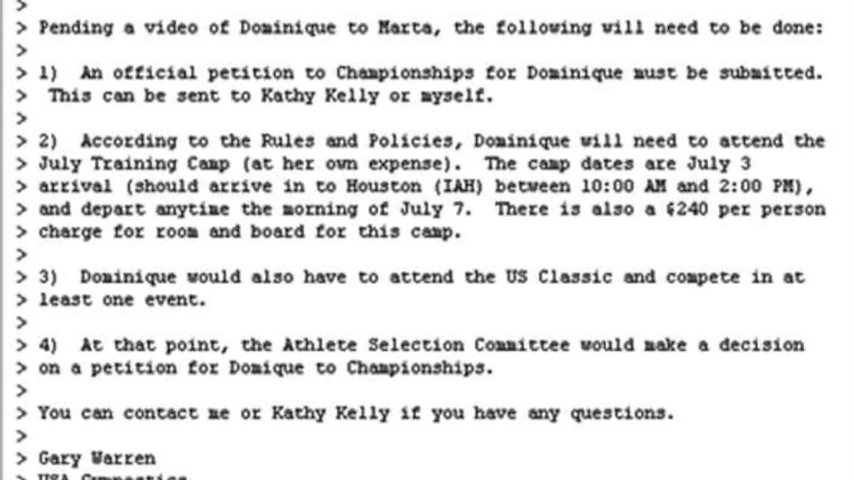 >
> Pending a video of Dominique to Marta, the following will need to be done:
>
> 1)  An official petition to Championships for Dominique must be submitted.
>  This can be sent to Kathy Kelly or myself.
>
> 2)  According to the Rules and Policies, Dominique will need to attend the
> July Training Camp (at her own expense).  The camp dates are July 3
> arrival (should arrive in to Houston (IAH) between 10:00 AM and 2:00 PM),
> and depart anytime the morning of July 7.  There is also a $240 per person
> charge for room and board for this camp.
>
> 3)  Dominique would also have to attend the US Classic and compete in at
> least one event.
>
> 4)  At that point, the Athlete Selection Committee would make a decision
> on a petition for Domique to Championships.
>
> You can contact me or Kathy Kelly if you have any questions.
>
> Gary Warren
> USA Gymnastics